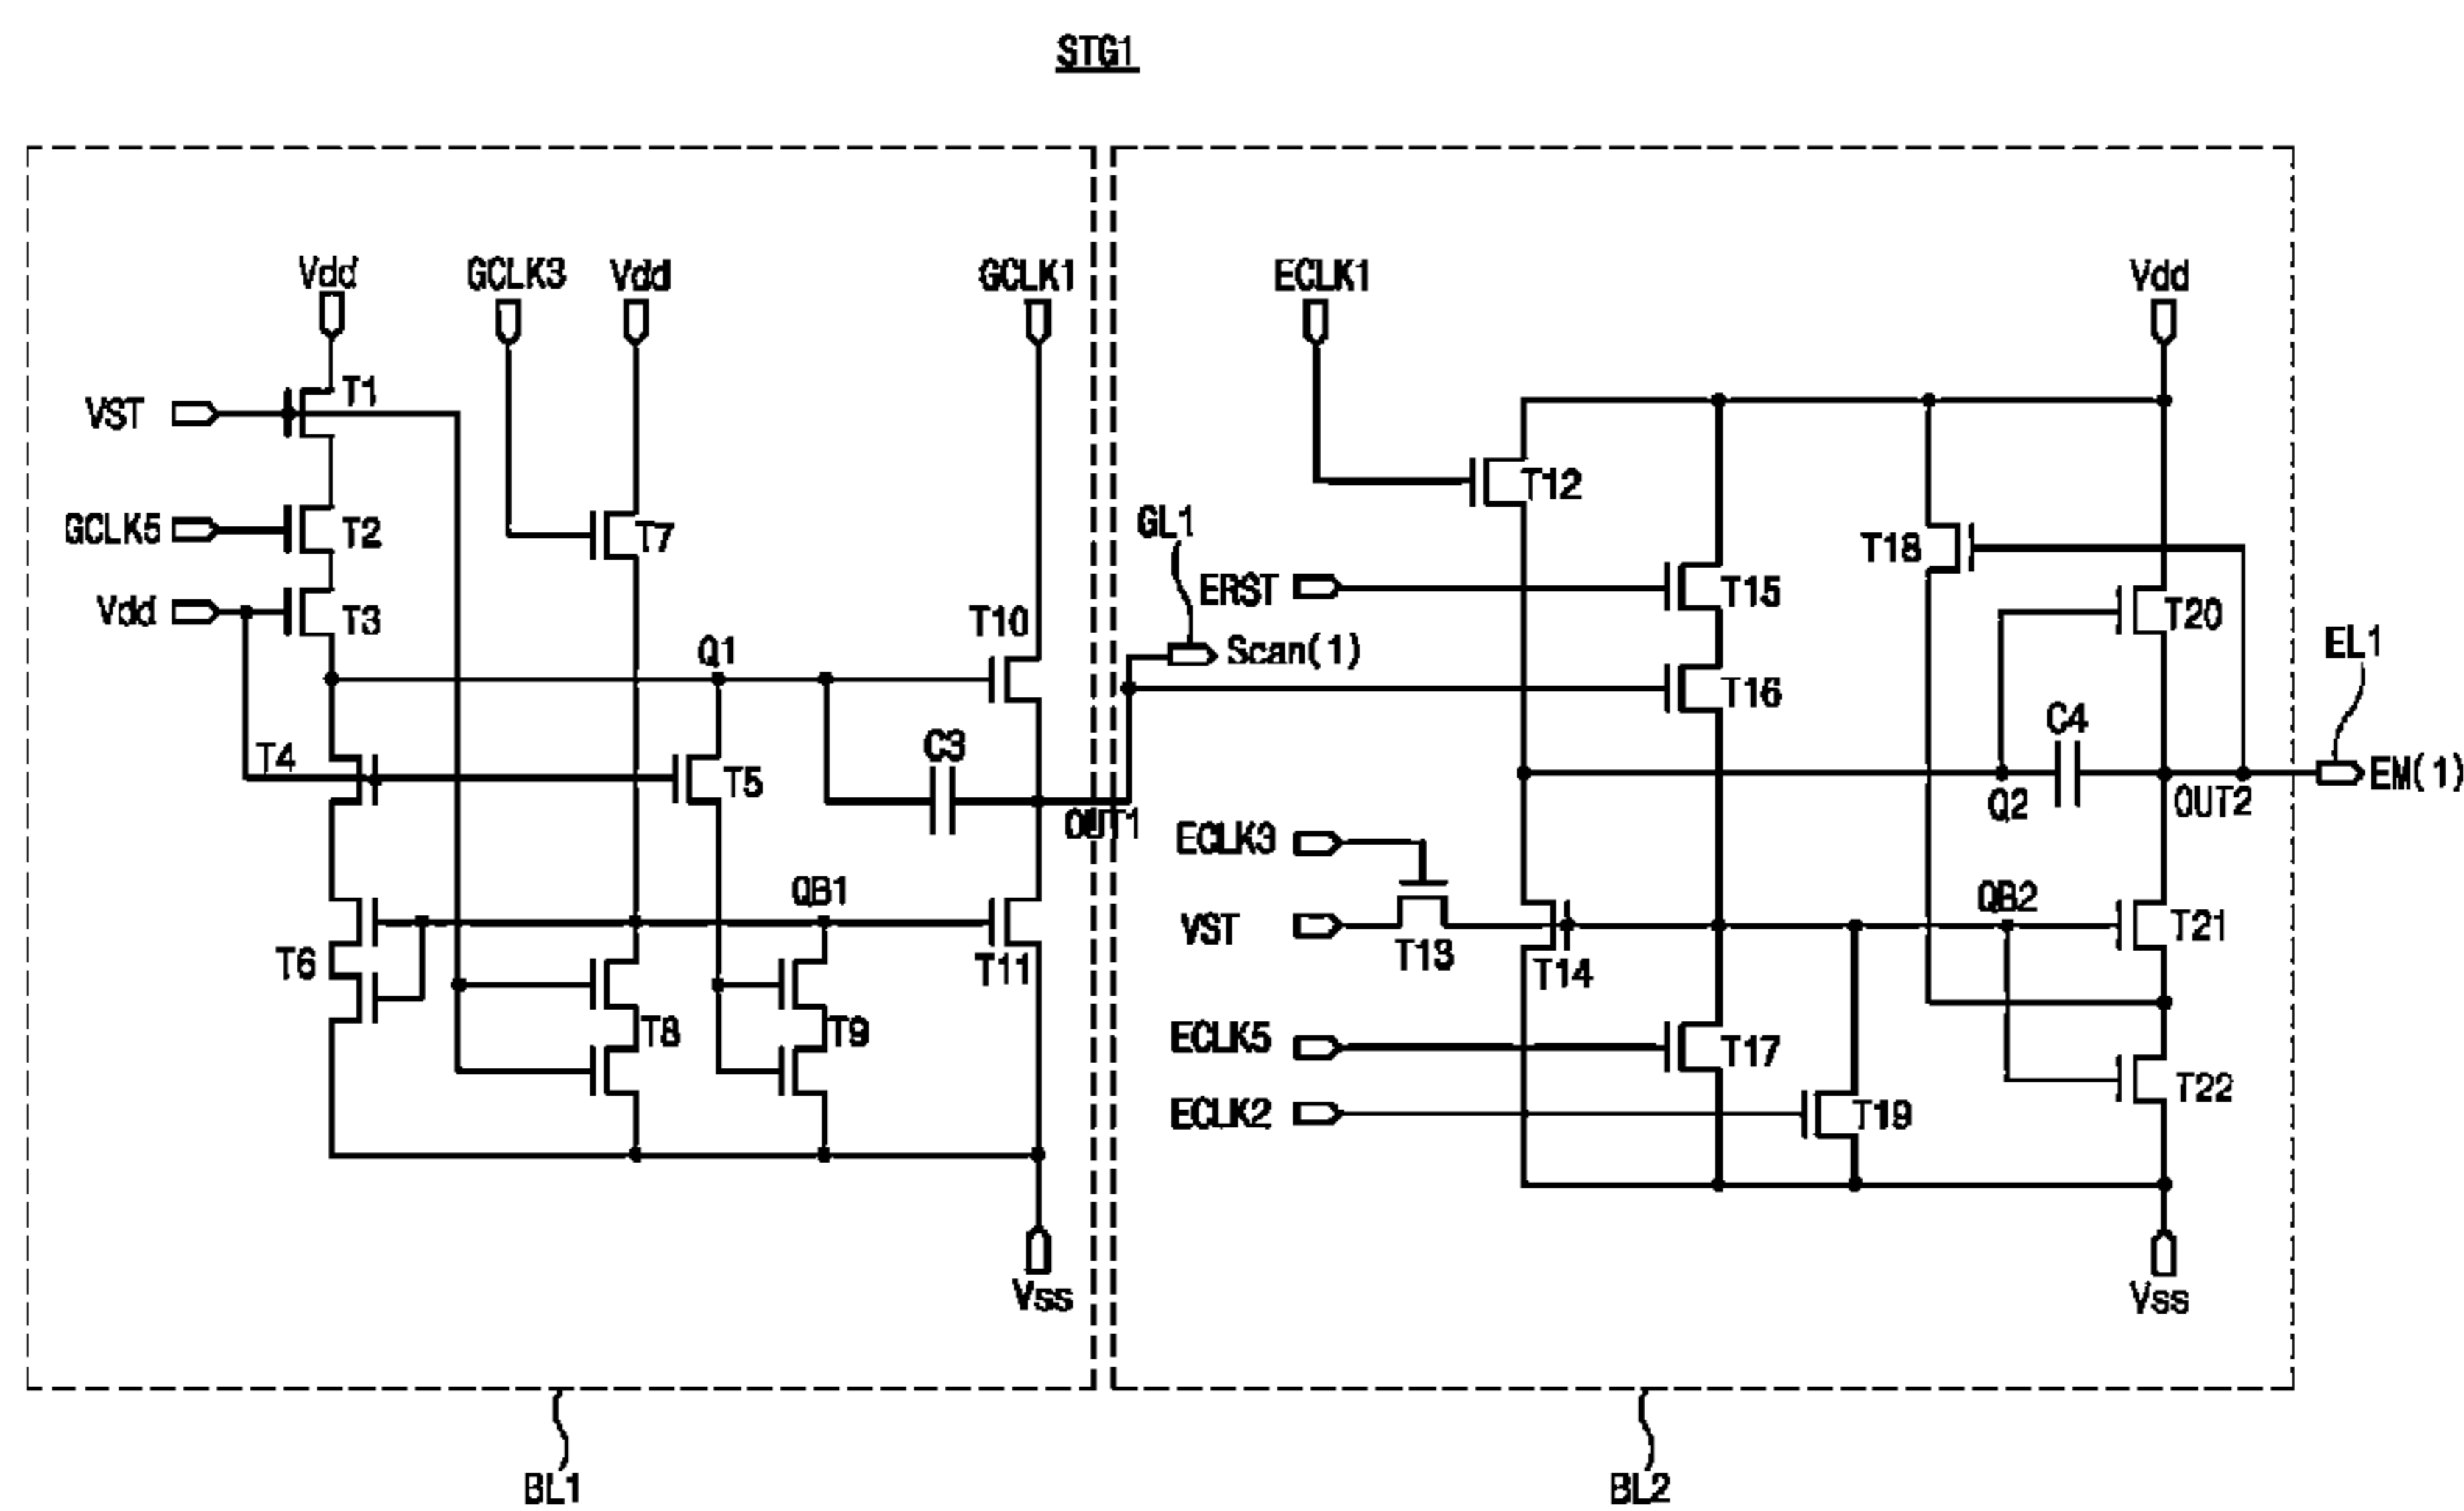 STG1
Vdd
GCLK3
Vdd
GCLK1
ECLK1
Vdd
T1
VST
T12
GL1
GCLK5
T2
T7
T18
ERST
T15
Vdd
T3
T10
T20
Q1
Scan(1)
EL1
T16
C4
C3
T4
T5
EM(1)
Q2
OUT2
OUT1
ECLK3
QB1
QB2
VST
T21
T13
T6
T11
T14
T8
T9
ECLK5
T17
T22
ECLK2
T19
Vss
Vss
BL1
BL2